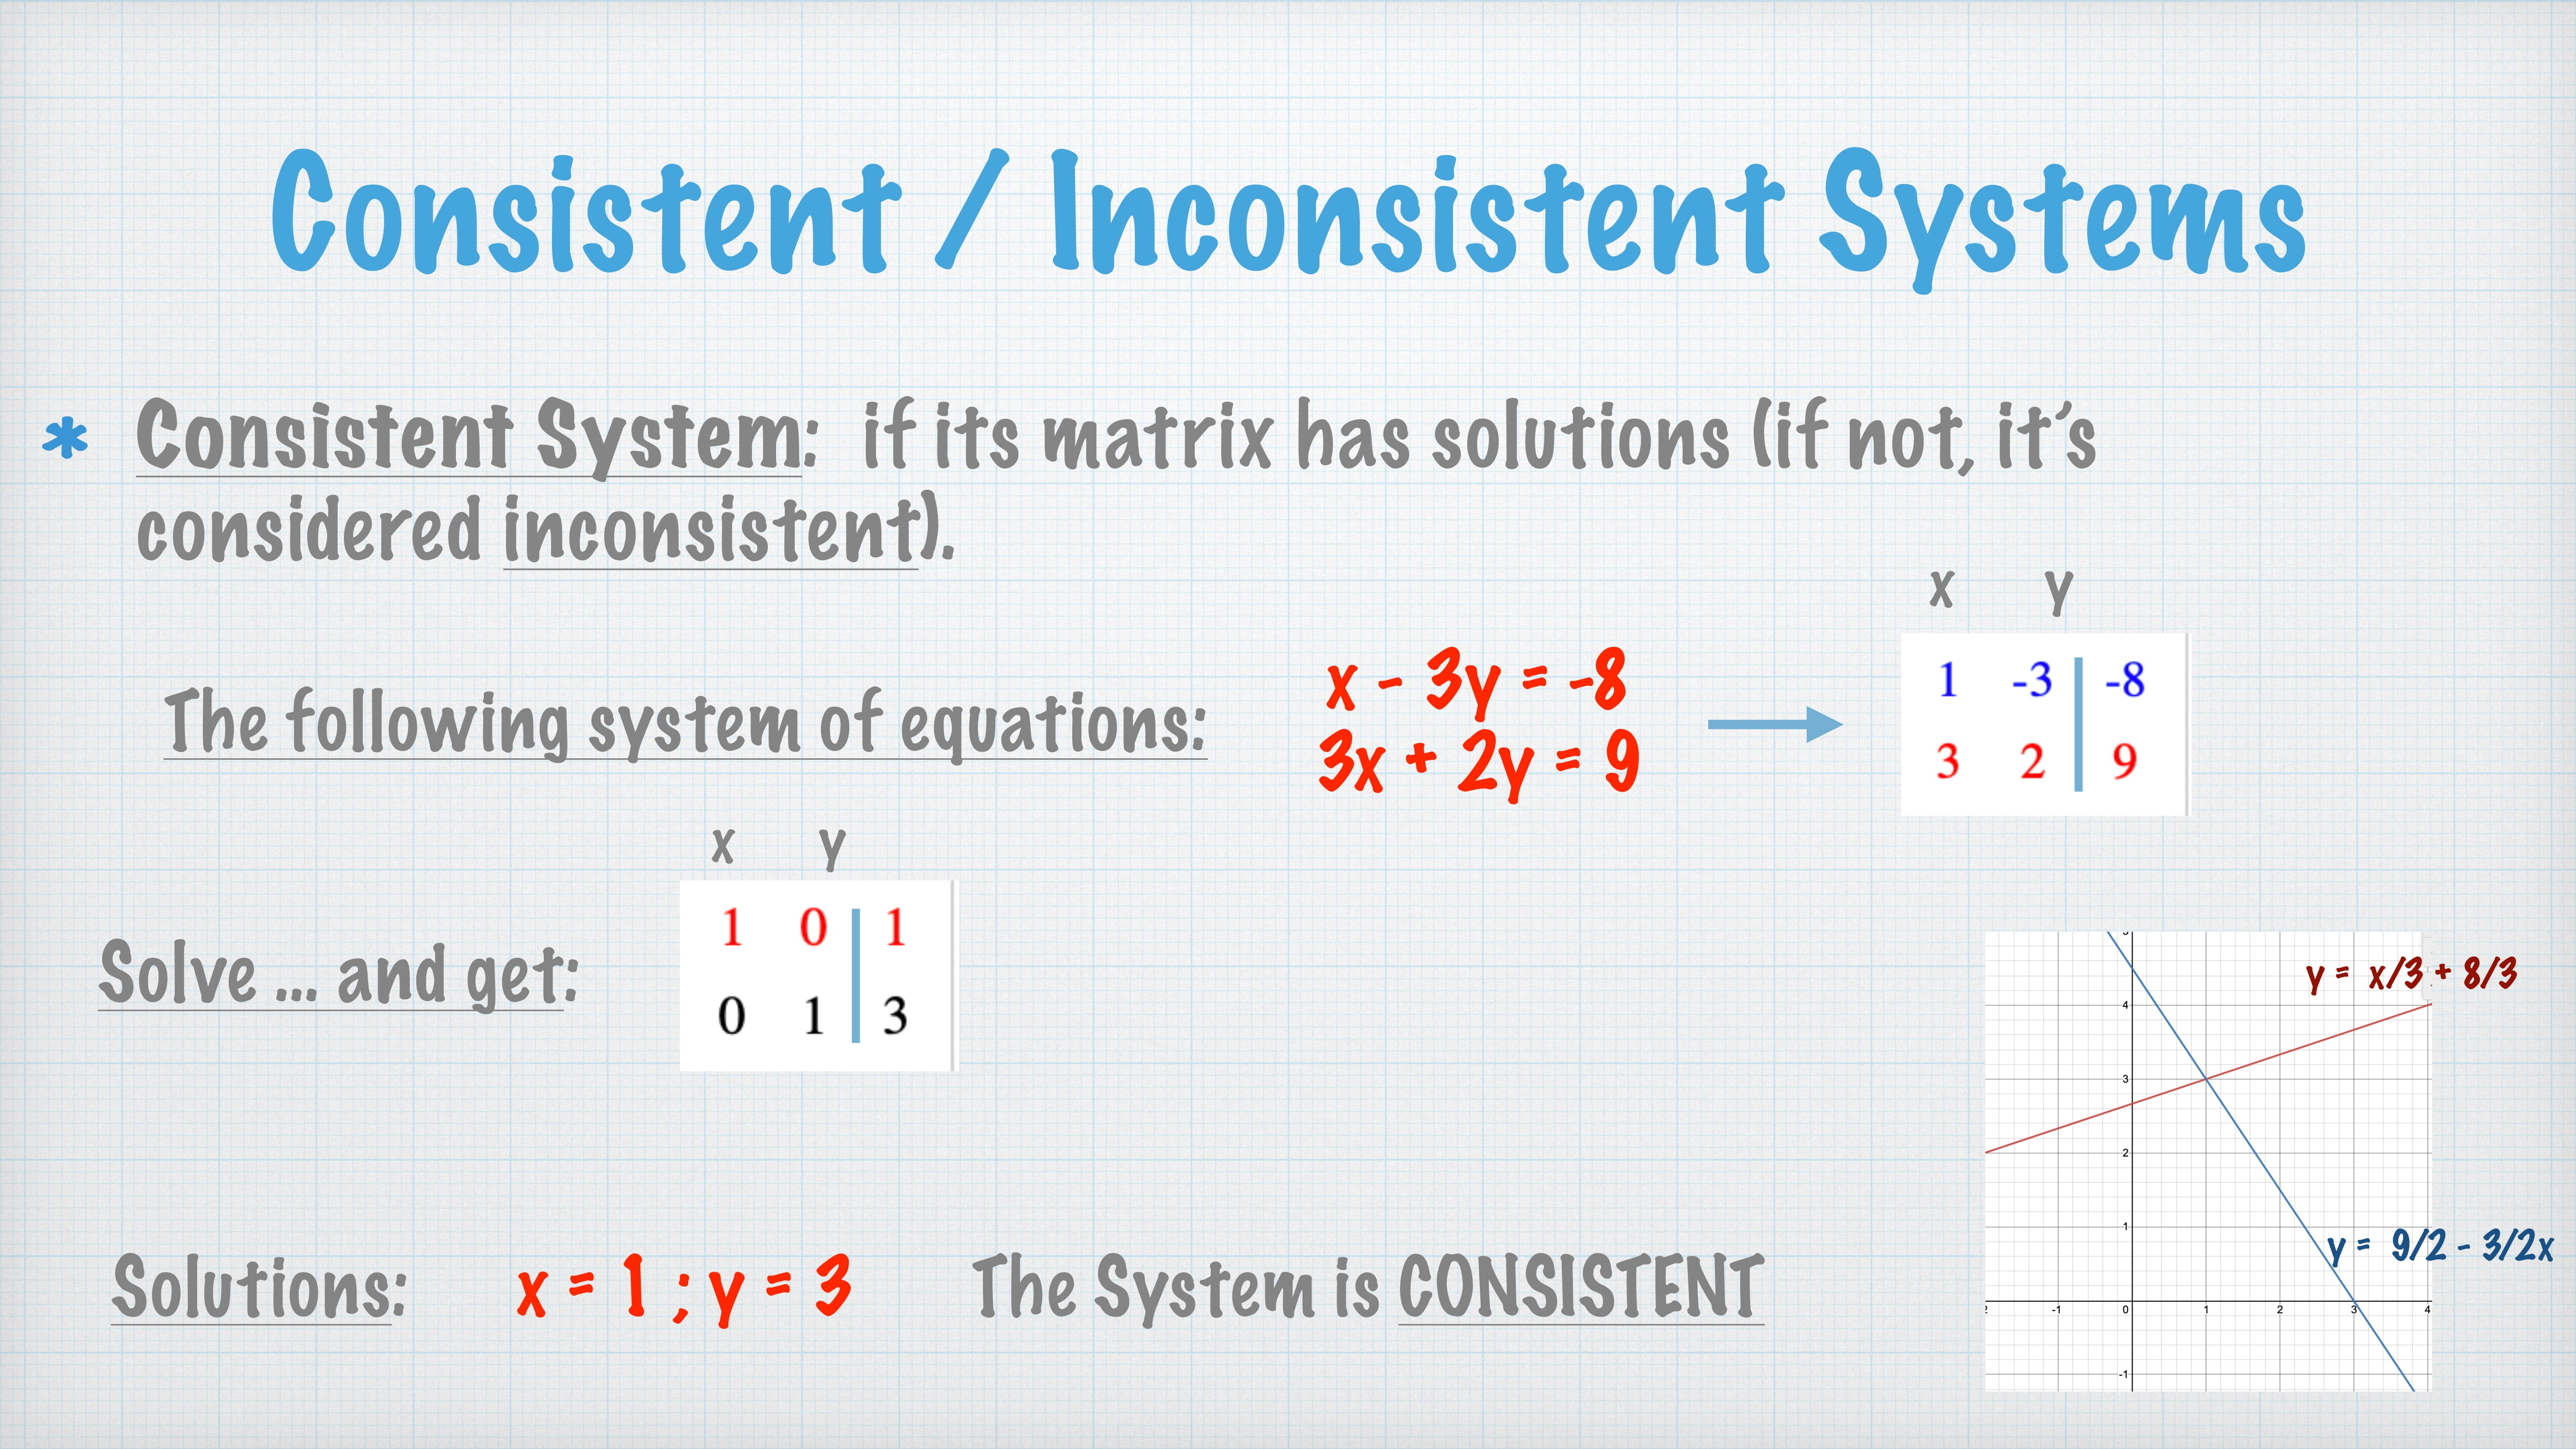 Consistent / Inconsistent Systems
* Consistent System: if its matrix has solutions (if not, it’s
considered inconsistent).
The following system of equations:
x - 3y = -8
3x + 2y = 9
x y
1 -3 -8
3 2 9
x y
Solve ... and get:
1 0 1
0 1 3
y = x/3 + 8/3
y = 9/2 - 3/2x
4
3
2
1
-1
-1 0 1 2 3 4
Solutions: x = 1 ; y = 3 The System is CONSISTENT